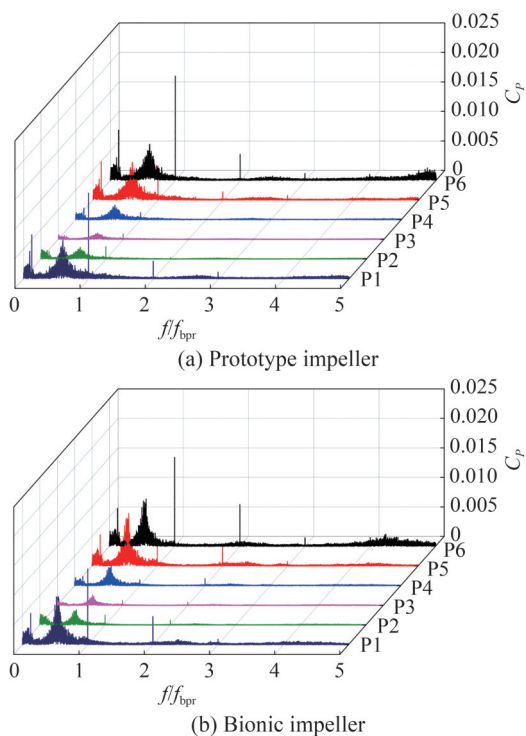 0.025
0.020
0.015
0.010
0.005
0
C_P
P6
P5
P4
P3
P2
P1
0 1 2 3 4 5
f/f_bpr
(a) Prototype impeller
0.025
0.020
0.015
0.010
0.005
0
C_P
P6
P5
P4
P3
P2
P1
0 1 2 3 4 5
f/f_bpr
(b) Bionic impeller